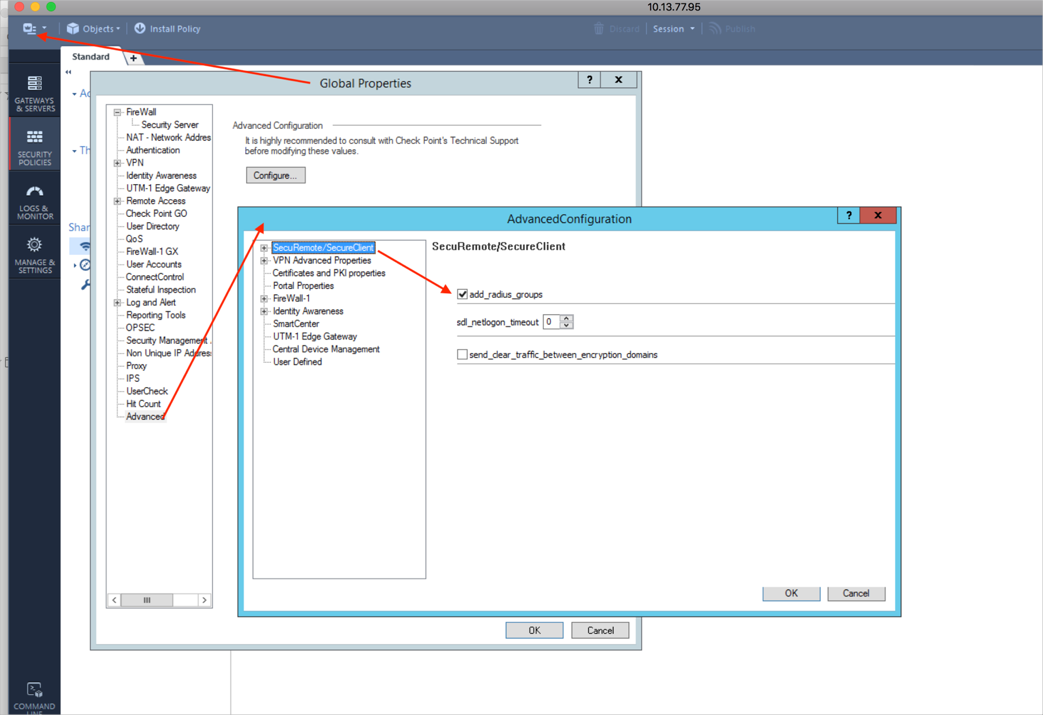 10.13.77.95
Objects
Install Policy
Discard
Session
Publish
Standard
+
GATEWAYS
& SERVERS
SECURITY
POLICIES
LOGS &
MONITOR
MANAGE &
SETTINGS
COMMAND
LINE
Shar
Global Properties
?
X
FireWall
Security Server
NAT - Network Addres
Authentication
VPN
Identity Awareness
UTM-1 Edge Gateway
Remote Access
Check Point GO
User Directory
QoS
FireWall-1 GX
User Accounts
ConnectControl
Stateful Inspection
Log and Alert
Reporting Tools
OPSEC
Security Management
Non Unique IP Address
Proxy
IPS
UserCheck
Hit Count
Advanced
Advanced Configuration
It is highly recommended to consult with Check Point's Technical Support
before modifying these values.
Configure...
AdvancedConfiguration
?
X
SecuRemote/SecureClient
VPN Advanced Properties
Certificates and PKI properties
Portal Properties
FireWall-1
Identity Awareness
SmartCenter
UTM-1 Edge Gateway
Central Device Management
User Defined
SecuRemote/SecureClient
add_radius_groups
sdl_netlogon_timeout 0
send_clear_traffic_between_encryption_domains
OK
Cancel
OK
Cancel